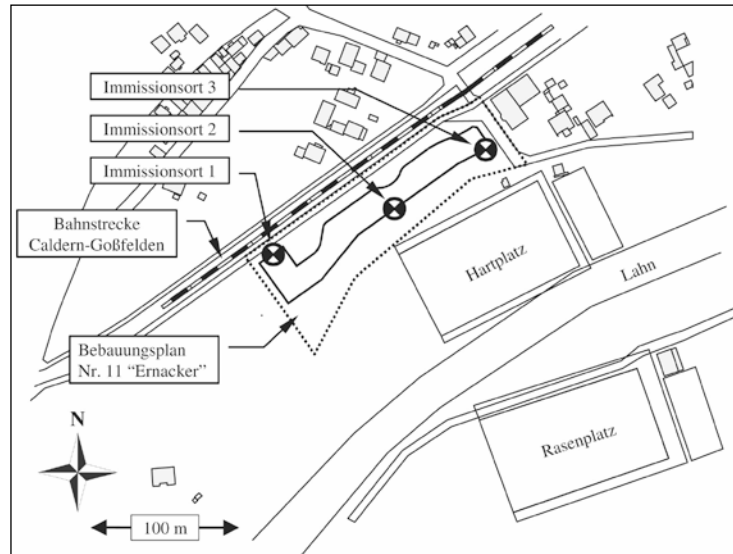 Immissionsort 3
Immissionsort 2
Immissionsort 1
Bahnstrecke
Caldern-Goßfelden
Hartplatz
Lahn
Bebauungsplan
Nr. 11 “Ernacker”
Rasenplatz
N
100 m